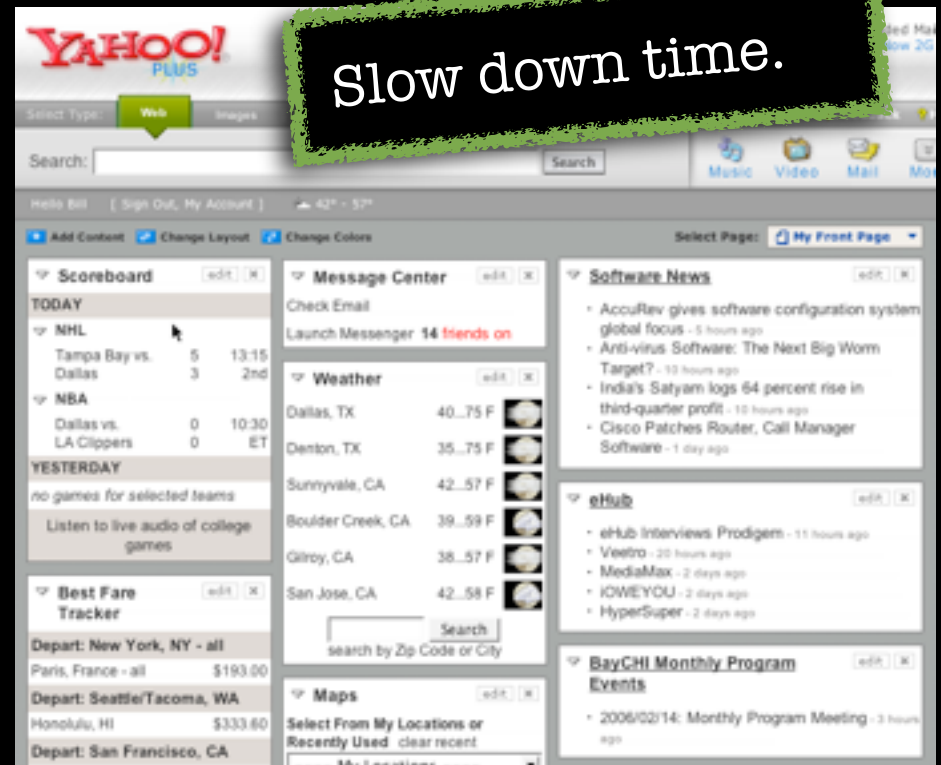 YAHOO!
PLUS
Slow down time.
Select Type: Web Images
Search: Search
Music Video Mail
Hello Bill [ Sign Out, My Account ] 42° - 57°
Add Content Change Layout Change Colors
Select Page: My Front Page
Scoreboard edit
TODAY
NHL
Tampa Bay vs. 5 13:15
Dallas 3 2nd
NBA
Dallas vs. 0 10:30
LA Clippers 0 ET
YESTERDAY
no games for selected teams
Listen to live audio of college
games
Best Fare edit
Tracker
Depart: New York, NY - all
Paris, France - all $193.00
Depart: Seattle/Tacoma, WA
Honolulu, HI $333.60
Depart: San Francisco, CA
Message Center edit
Check Email
Launch Messenger 14 friends on
Weather edit
Dallas, TX 40...75 F
Denton, TX 35...75 F
Sunnyvale, CA 42...57 F
Boulder Creek, CA 39...59 F
Gilroy, CA 38...57 F
San Jose, CA 42...58 F
Search
search by Zip Code or City
Maps edit
Select From My Locations or
Recently Used clear recent
My Locations
Software News edit
AccuRev gives software configuration system
global focus - 5 hours ago
Anti-virus Software: The Next Big Worm
Target? - 10 hours ago
India's Satyam logs 64 percent rise in
third-quarter profit - 10 hours ago
Cisco Patches Router, Call Manager
Software - 1 day ago
eHub edit
eHub Interviews Prodigem - 11 hours ago
Veetro - 20 hours ago
MediaMax - 2 days ago
iOWEYOU - 2 days ago
HyperSuper - 2 days ago
BayCHI Monthly Program edit
Events
2006/02/14: Monthly Program Meeting - 3 hours
ago